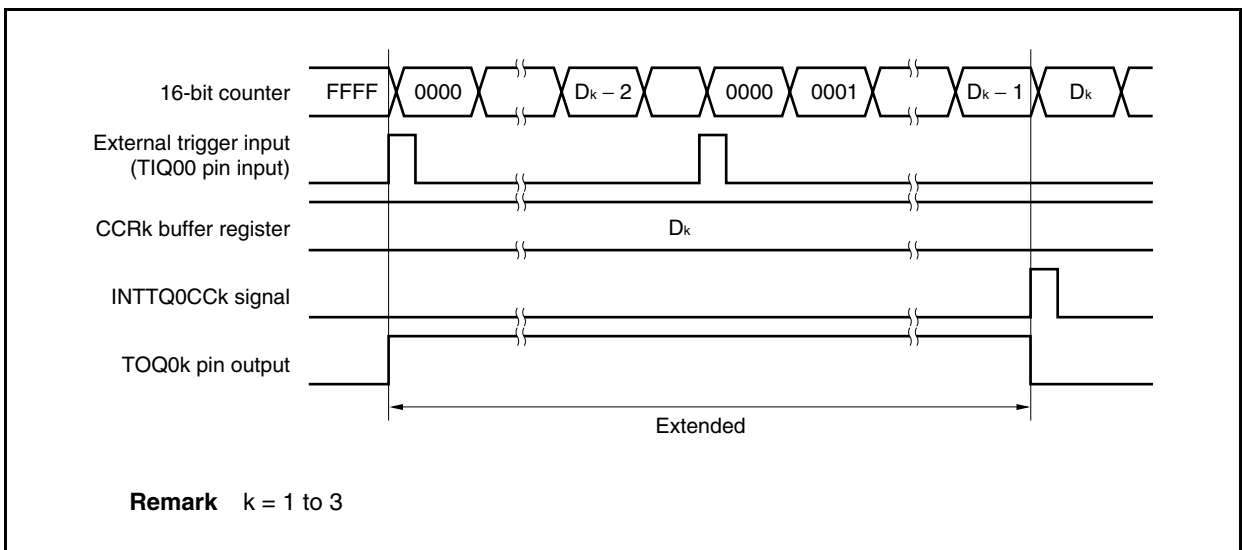 16-bit counter FFFF 0000 Dk − 2 0000 0001 Dk − 1 Dk
External trigger input
(TIQ00 pin input)
CCRk buffer register Dk
INTTQ0CCk signal
TOQ0k pin output
Extended
Remark k = 1 to 3